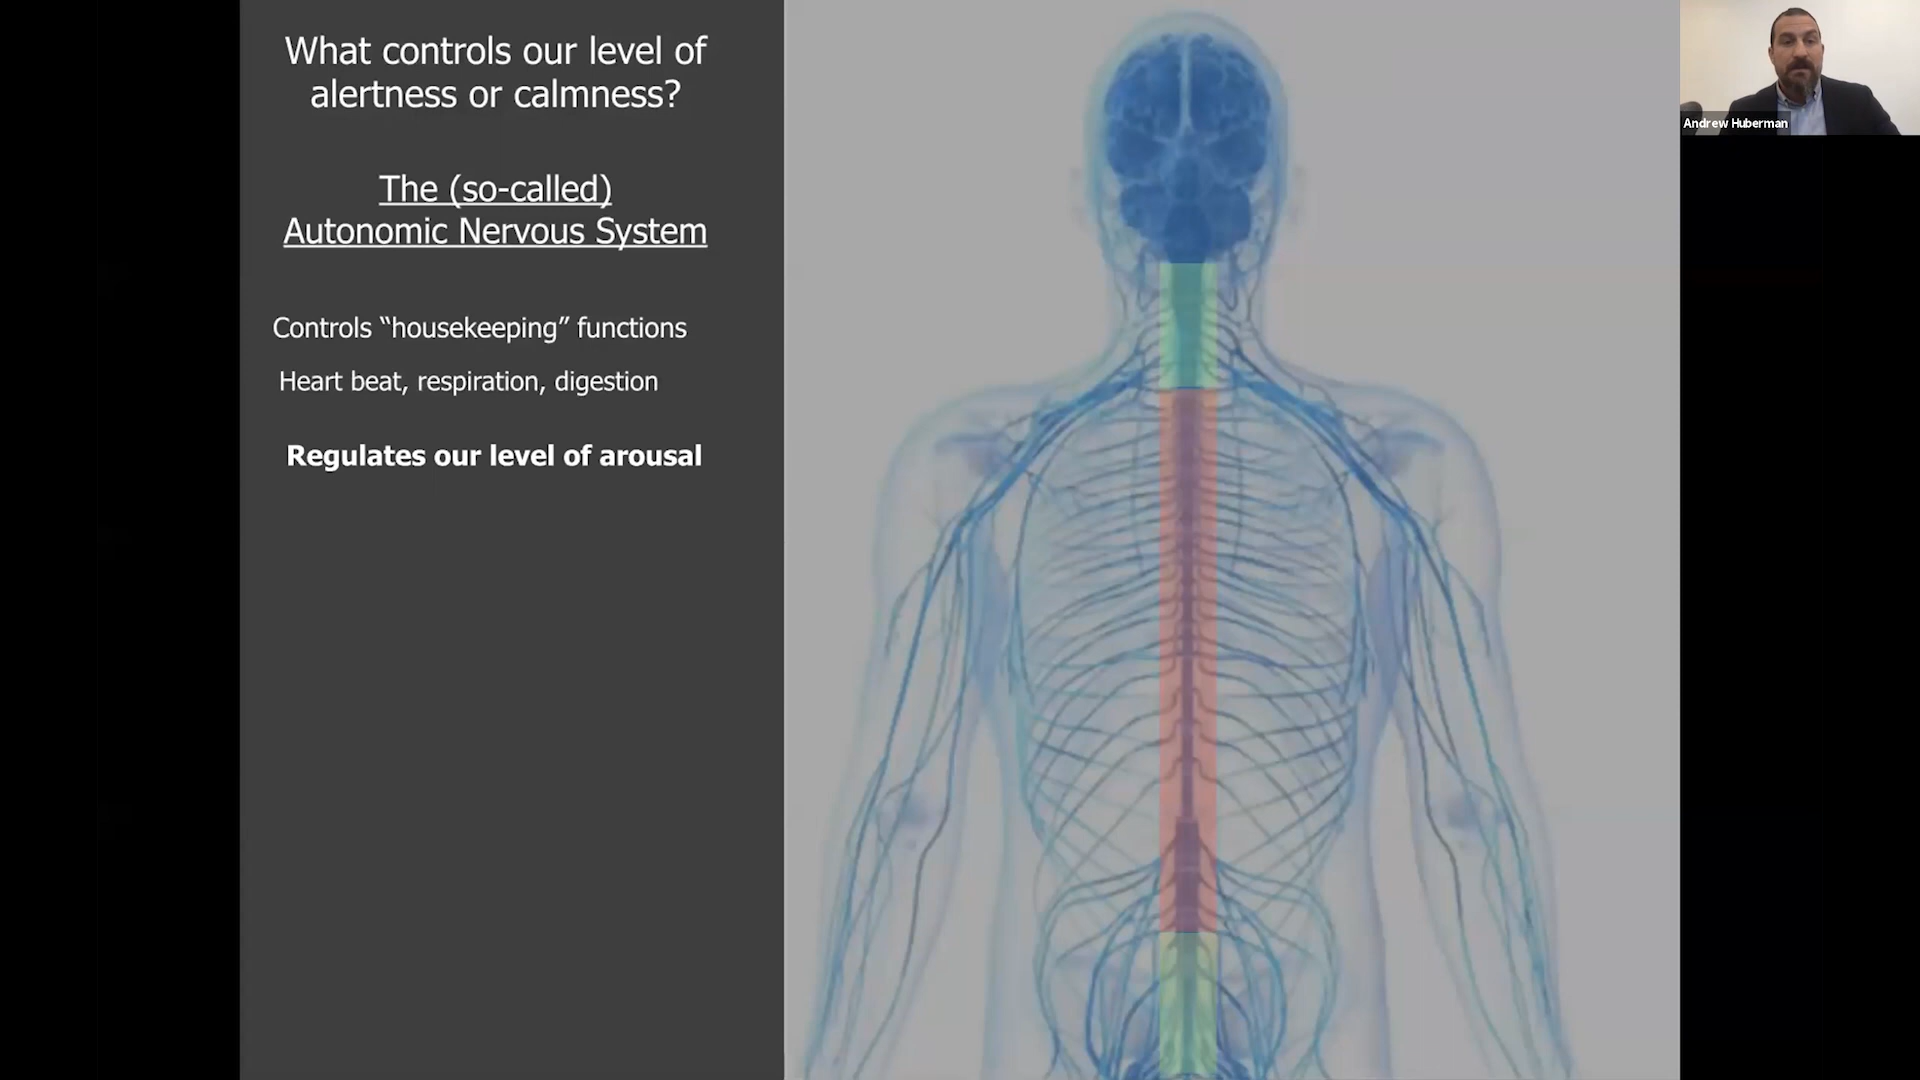 What controls our level of
alertness or calmness?
The (so-called)
Autonomic Nervous System
Controls “housekeeping” functions
Heart beat, respiration, digestion
Regulates our level of arousal
Andrew Huberman